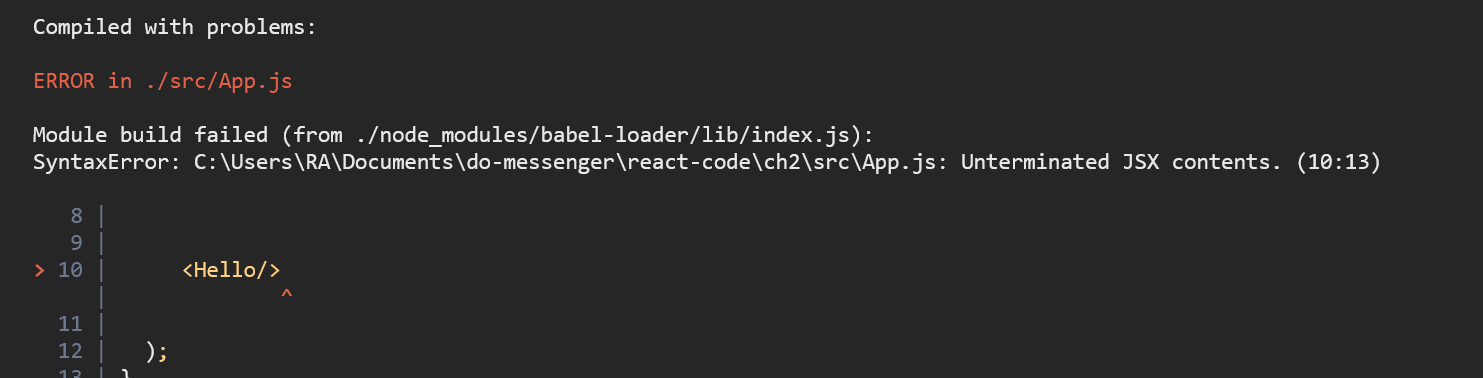 Compiled with problems:
ERROR in ./src/App.js
Module build failed (from ./node_modules/babel-loader/lib/index.js):
SyntaxError: C:\Users\RA\Documents\do-messenger\react-code\ch2\src\App.js: Unterminated JSX contents. (10:13)
8 |
9 |
> 10 | <Hello/>
| ^
11 |
12 | );
13 | }